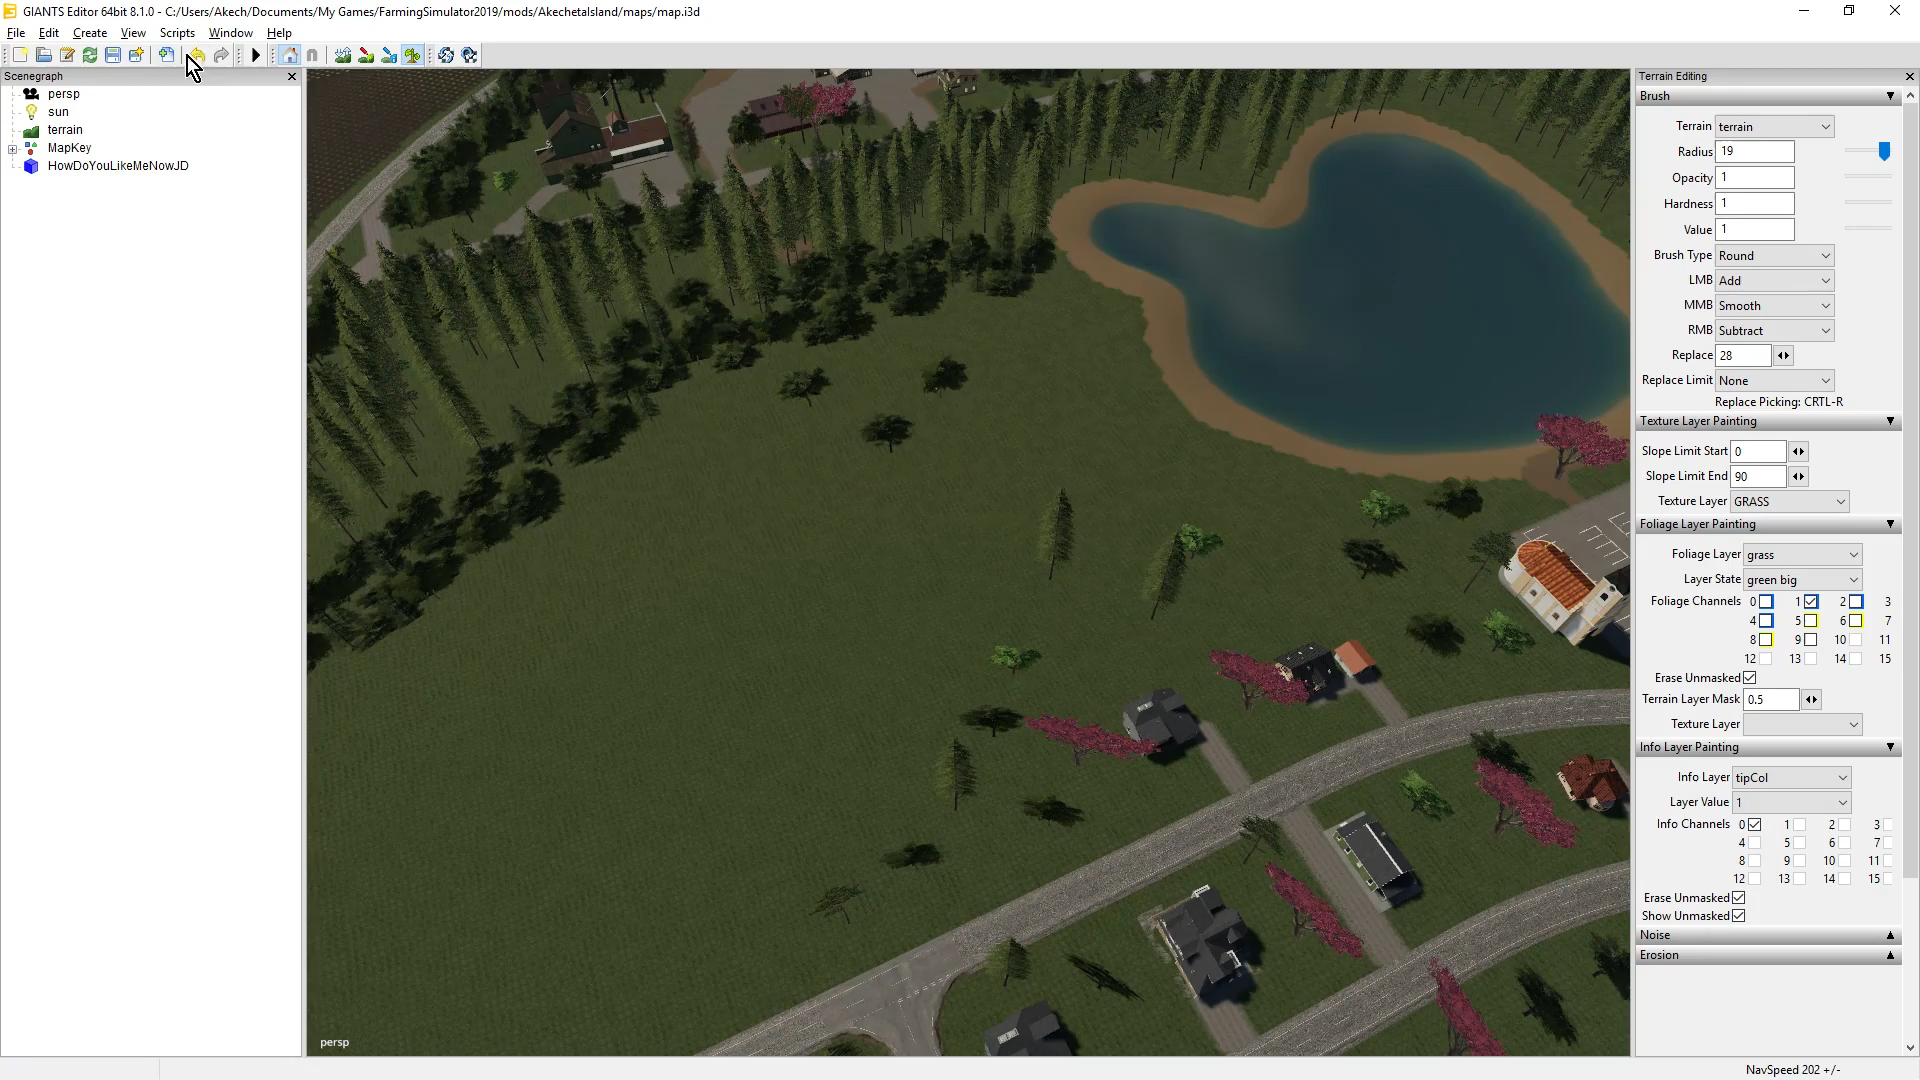 GIANTS Editor 64bit 8.1.0 - C:/Users/Akech/Documents/My Games/FarmingSimulator2019/mods/AkechetaIsland/maps/map.i3d
File Edit Create View Scripts Window Help
Scenegraph
persp
sun
terrain
MapKey
HowDoYouLikeMeNowJD
persp
Terrain Editing
Brush
Terrain terrain
Radius 19
Opacity 1
Hardness 1
Value 1
Brush Type Round
LMB Add
MMB Smooth
RMB Subtract
Replace 28
Replace Limit None
Replace Picking: CRTL-R
Texture Layer Painting
Slope Limit Start 0
Slope Limit End 90
Texture Layer GRASS
Foliage Layer Painting
Foliage Layer grass
Layer State green big
Foliage Channels 0 1 2 3
4 5 6 7
8 9 10 11
12 13 14 15
Erase Unmasked
Terrain Layer Mask 0.5
Texture Layer
Info Layer Painting
Info Layer tipCol
Layer Value 1
Info Channels 0 1 2 3
4 5 6 7
8 9 10 11
12 13 14 15
Erase Unmasked
Show Unmasked
Noise
Erosion
NavSpeed 202 +/-